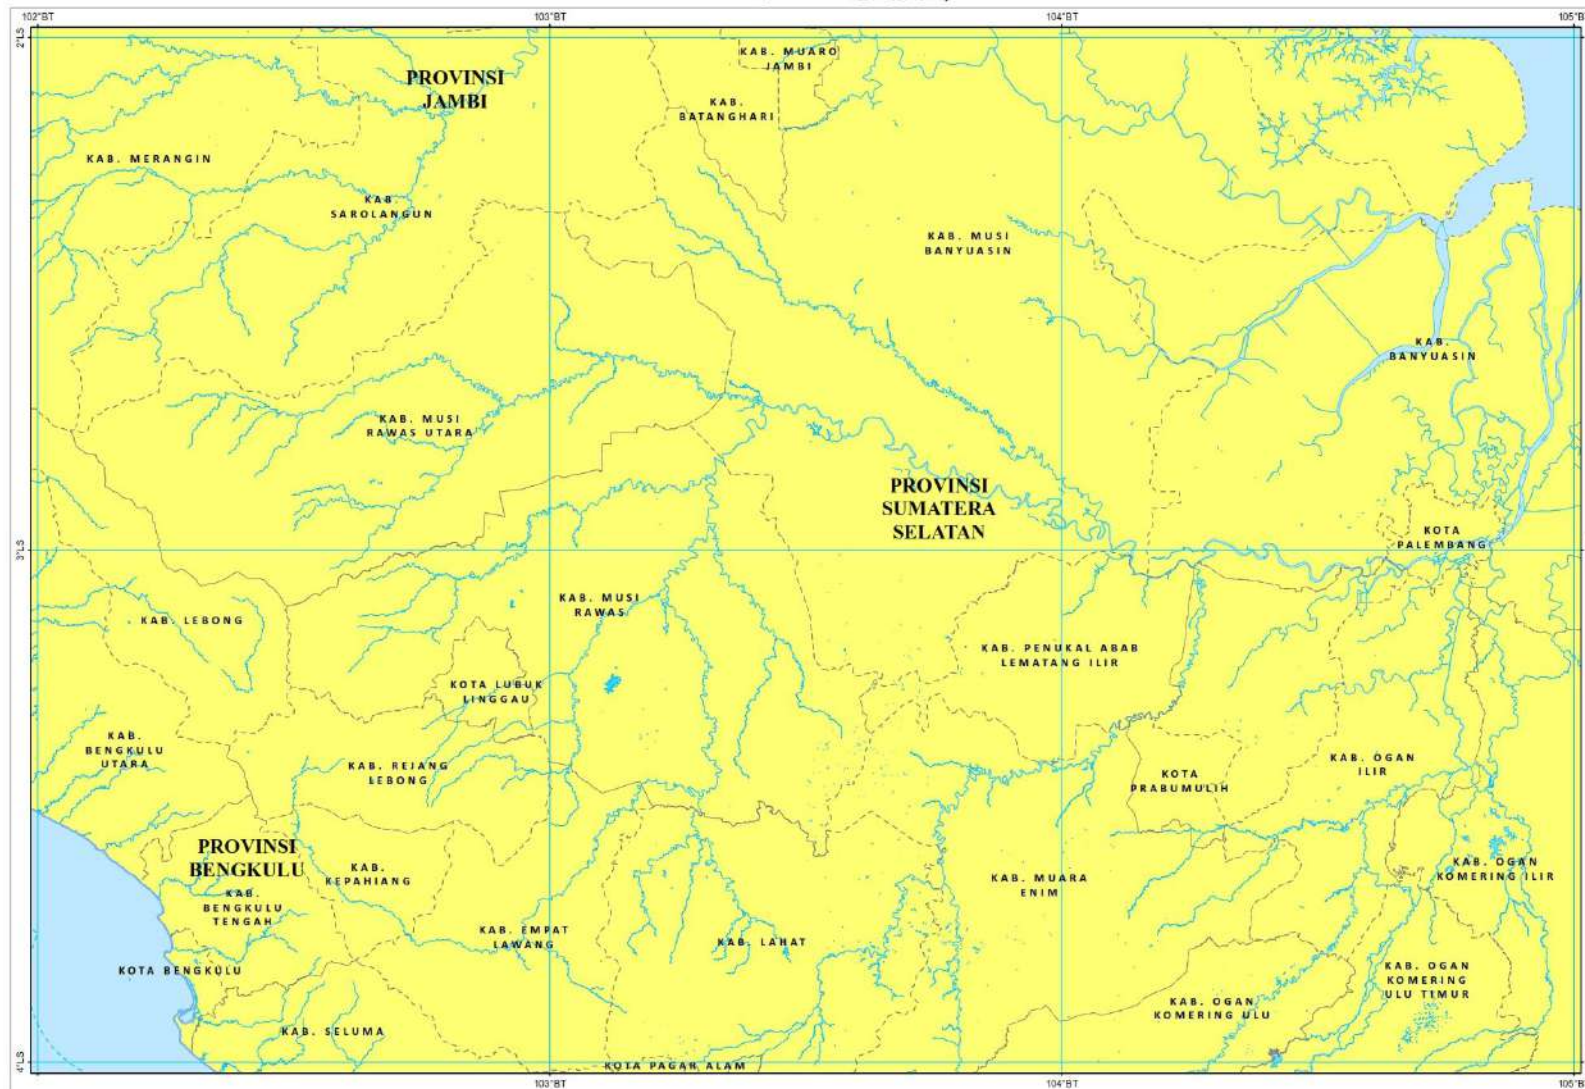 102°BT
103°BT
104°BT
105°B
2°LS
KAB. MUARO
JAMBI
PROVINSI
JAMBI
KAB.
BATANGHARI
KAB. MERANGIN
KAB.
SAROLANGUN
KAB. MUSI
BANYUASIN
KAB.
BANYUASIN
KAB. MUSI
RAWAS UTARA
PROVINSI
SUMATERA
SELATAN
KOTA
PALEMBANG
3°LS
KAB. MUSI
RAWAS
KAB. LEBONG
KAB. PENUKAL ABAB
LEMATANG ILIR
KOTA LUBUK
LINGGAU
KAB.
BENGKULU
UTARA
KAB. REJANG
LEBONG
KOTA
PRABUMULIH
KAB. OGAN
ILIR
PROVINSI
BENGKULU
KAB.
KEPAHIANG
KAB. MUARA
ENIM
KAB. OGAN
KOMERING ILIR
KAB.
BENGKULU
TENGAH
KAB. EMPAT
LAWANG
KAB. LAHAT
KOTA BENGKULU
KAB. OGAN
KOMERING
ULU TIMUR
KAB. OGAN
KOMERING ULU
KAB. SELUMA
KOTA PAGAR ALAM
4°LS
103°BT
104°BT
105°B